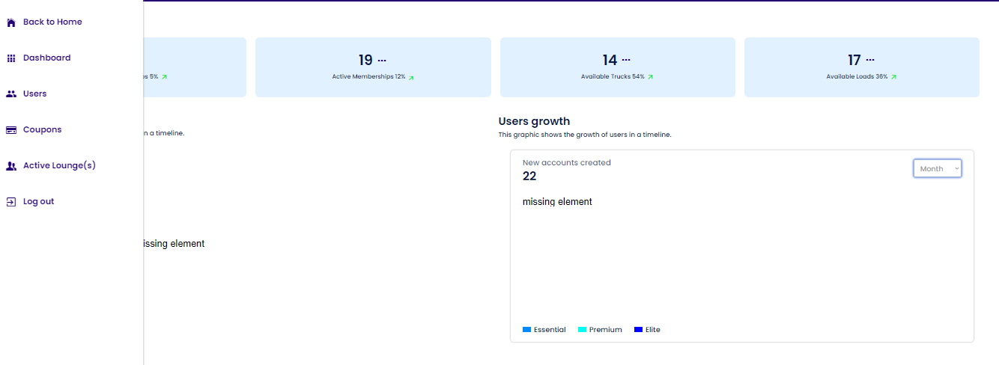 Back to Home
Dashboard
Users
Coupons
Active Lounge(s)
Log out
5%
19 ...
Active Memberships 12%
14 ...
Available Trucks 54%
17 ...
Available Loads 36%
in a timeline.
issing element
Users growth
This graphic shows the growth of users in a timeline.
New accounts created
22
Month
missing element
Essential
Premium
Elite